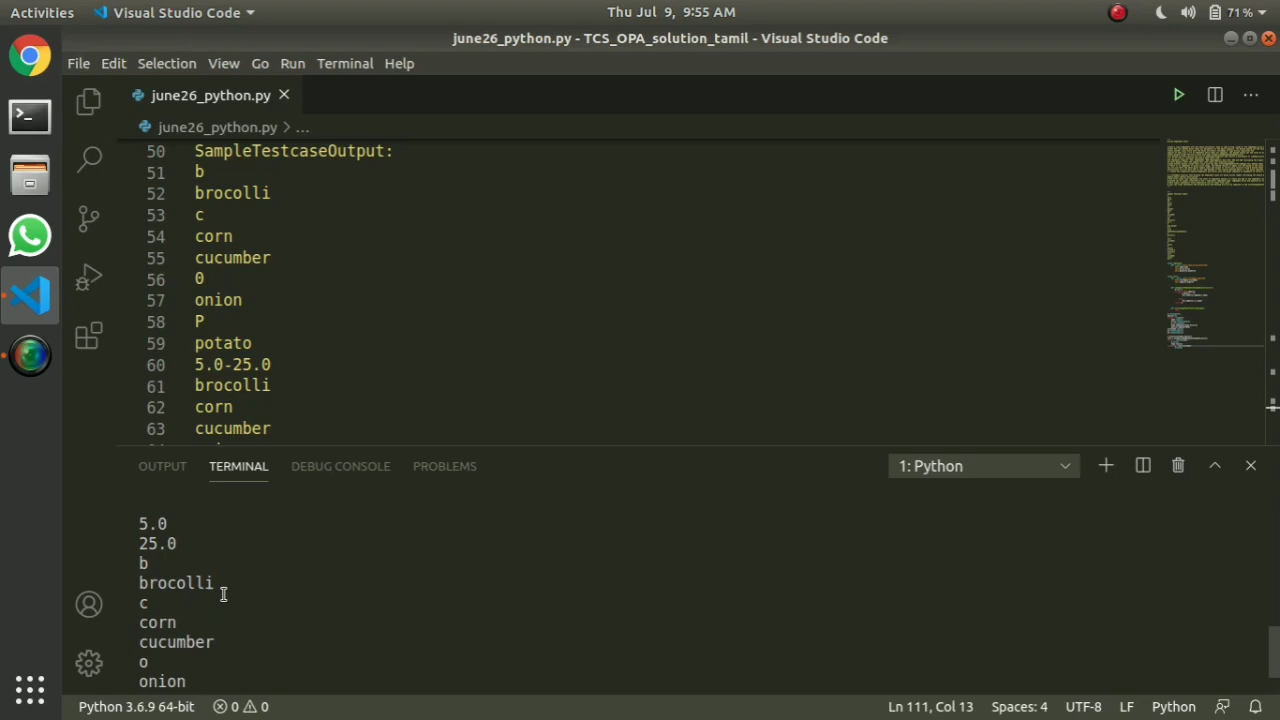 Activities Visual Studio Code Thu Jul 9, 9:55 AM 71%
june26_python.py - TCS_OPA_solution_tamil - Visual Studio Code
File Edit Selection View Go Run Terminal Help
june26_python.py
june26_python.py > ...
50 SampleTestcaseOutput:
51 b
52 brocolli
53 c
54 corn
55 cucumber
56 0
57 onion
58 P
59 potato
60 5.0-25.0
61 brocolli
62 corn
63 cucumber
OUTPUT TERMINAL DEBUG CONSOLE PROBLEMS 1: Python
5.0
25.0
b
brocolli
c
corn
cucumber
o
onion
Python 3.6.9 64-bit 0 0 Ln 111, Col 13 Spaces: 4 UTF-8 LF Python